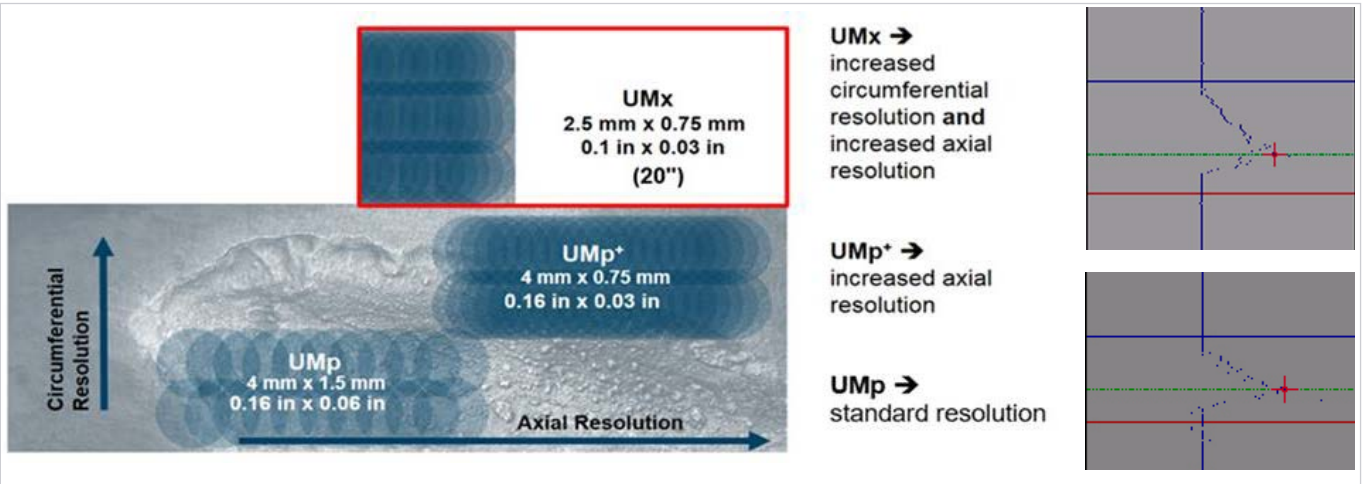 UMx
2.5 mm x 0.75 mm
0.1 in x 0.03 in
(20")
UMp⁺
4 mm x 0.75 mm
0.16 in x 0.03 in
UMp
4 mm x 1.5 mm
0.16 in x 0.06 in
Circumferential
Resolution
Axial Resolution
UMx ➔
increased
circumferential
resolution and
increased axial
resolution
UMp⁺ ➔
increased axial
resolution
UMp ➔
standard resolution